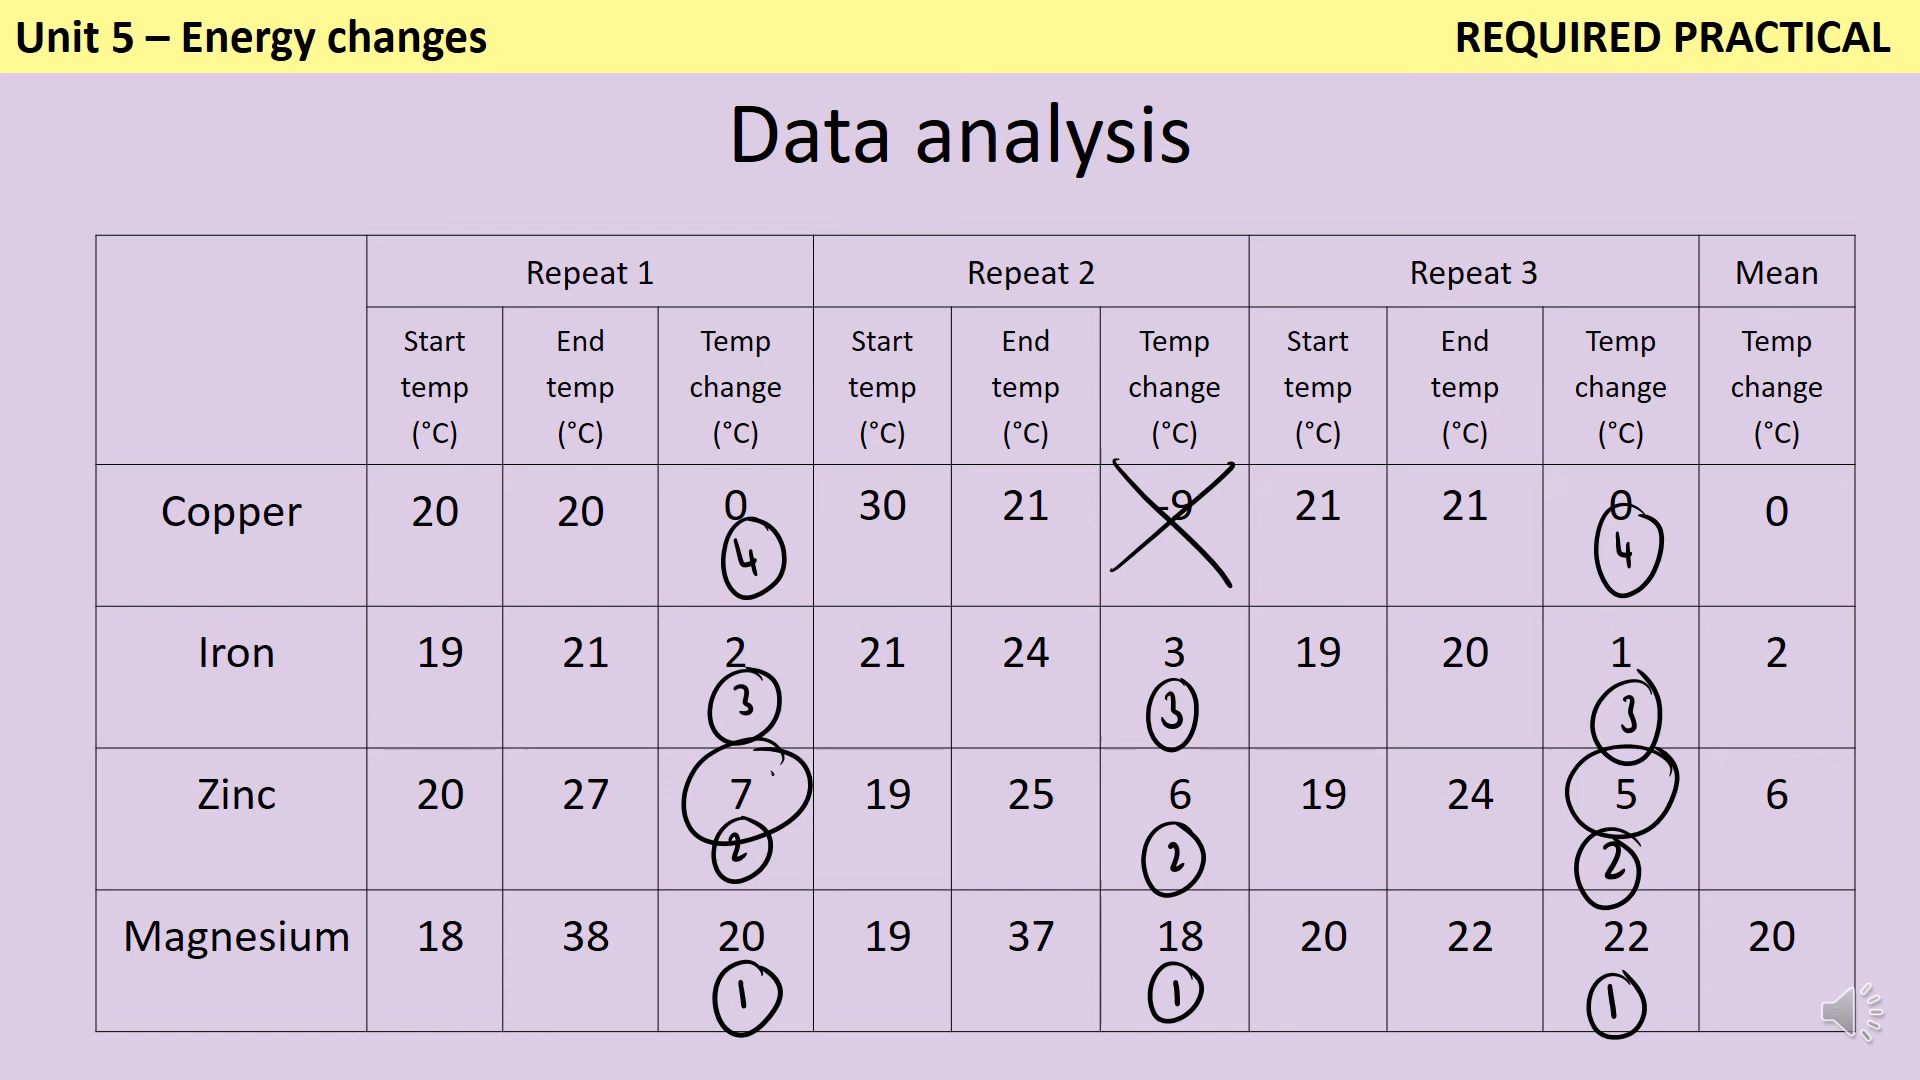 Unit 5 – Energy changes
REQUIRED PRACTICAL
Data analysis
Repeat 1 Repeat 2 Repeat 3 Mean
Start temp (°C) End temp (°C) Temp change (°C) Start temp (°C) End temp (°C) Temp change (°C) Start temp (°C) End temp (°C) Temp change (°C) Temp change (°C)
Copper 20 20 0 30 21 -9 21 21 0 0
4 4
Iron 19 21 2 21 24 3 19 20 1 2
3 3 3
Zinc 20 27 7 19 25 6 19 24 5 6
2 2 2
Magnesium 18 38 20 19 37 18 20 22 22 20
1 1 1